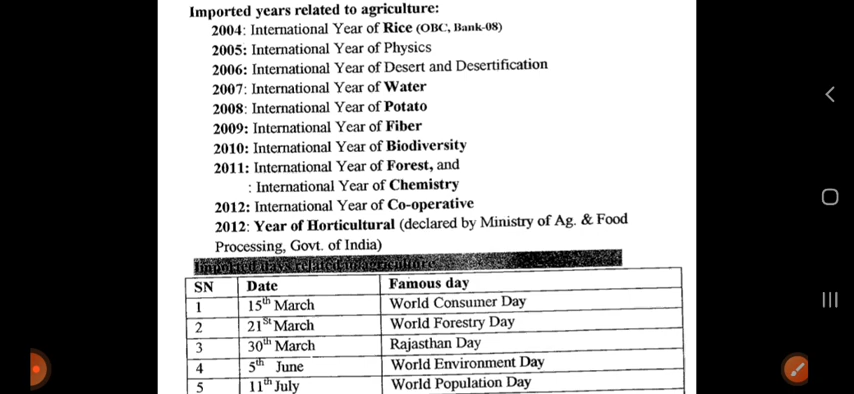 Imported years related to agriculture:
2004: International Year of Rice (OBC, Bank-08)
2005: International Year of Physics
2006: International Year of Desert and Desertification
2007: International Year of Water
2008: International Year of Potato
2009: International Year of Fiber
2010: International Year of Biodiversity
2011: International Year of Forest, and
: International Year of Chemistry
2012: International Year of Co-operative
2012: Year of Horticultural (declared by Ministry of Ag. & Food
Processing, Govt. of India)
Imported days related to agriculture
SN Date Famous day
1 15th March World Consumer Day
2 21St March World Forestry Day
3 30th March Rajasthan Day
4 5th June World Environment Day
5 11th July World Population Day